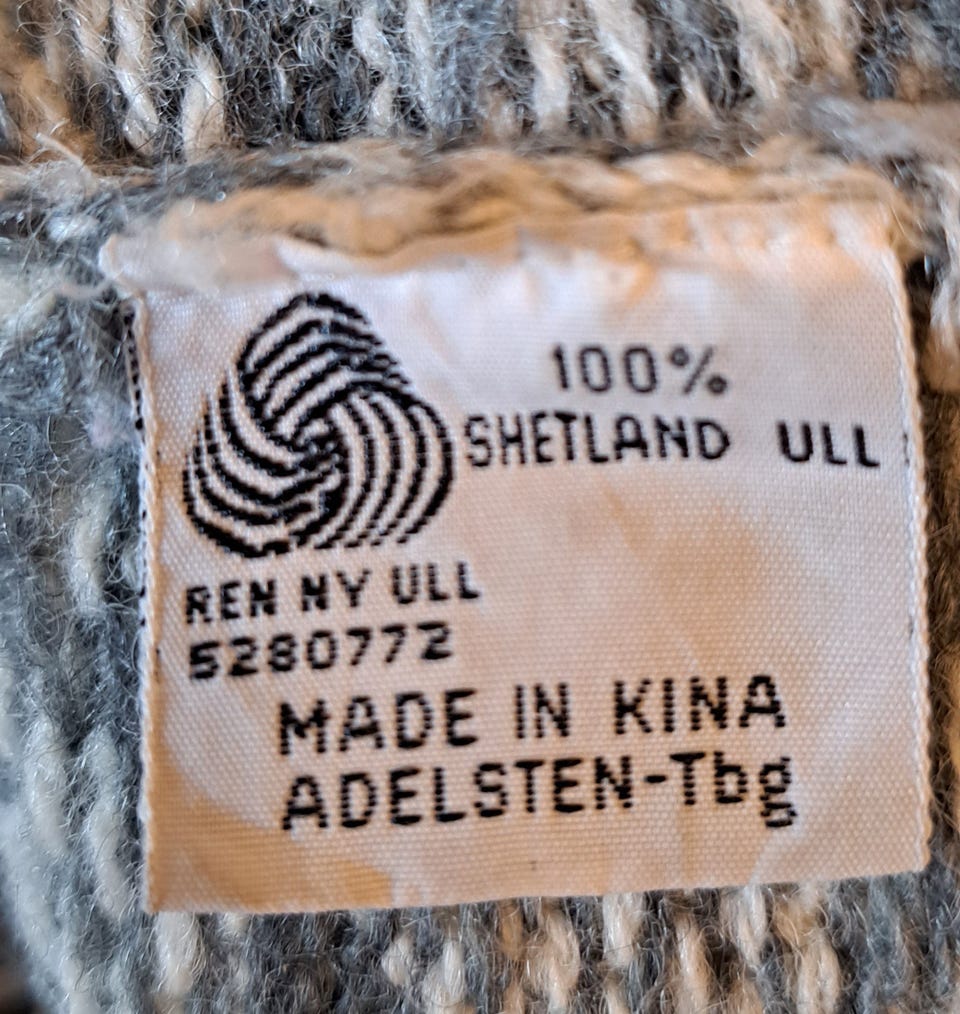 100%
SHETLAND ULL
REN NY ULL
5280772
MADE IN KINA
ADELSTEN-Tbg